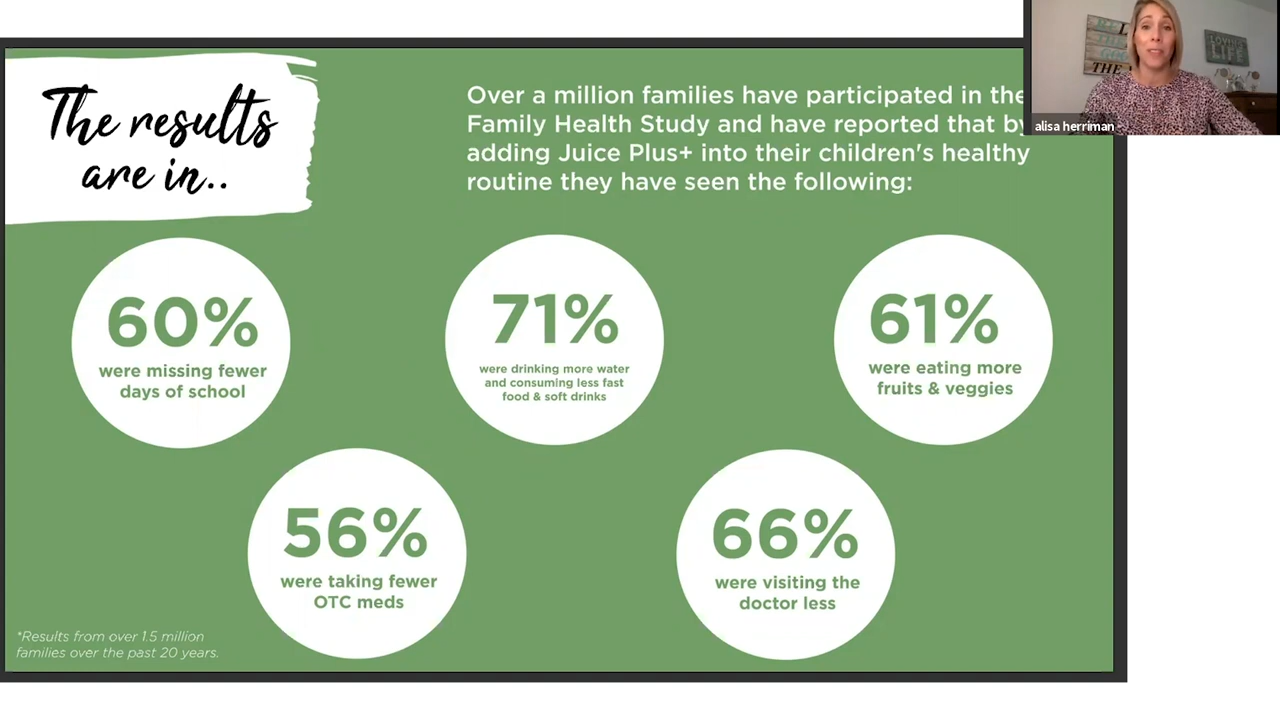 The results
are in..
Over a million families have participated in the
Family Health Study and have reported that by
adding Juice Plus+ into their children's healthy
routine they have seen the following:
60%
were missing fewer
days of school
71%
were drinking more water
and consuming less fast
food & soft drinks
61%
were eating more
fruits & veggies
56%
were taking fewer
OTC meds
66%
were visiting the
doctor less
*Results from over 1.5 million
families over the past 20 years.
alisa herriman
THE
LIFE